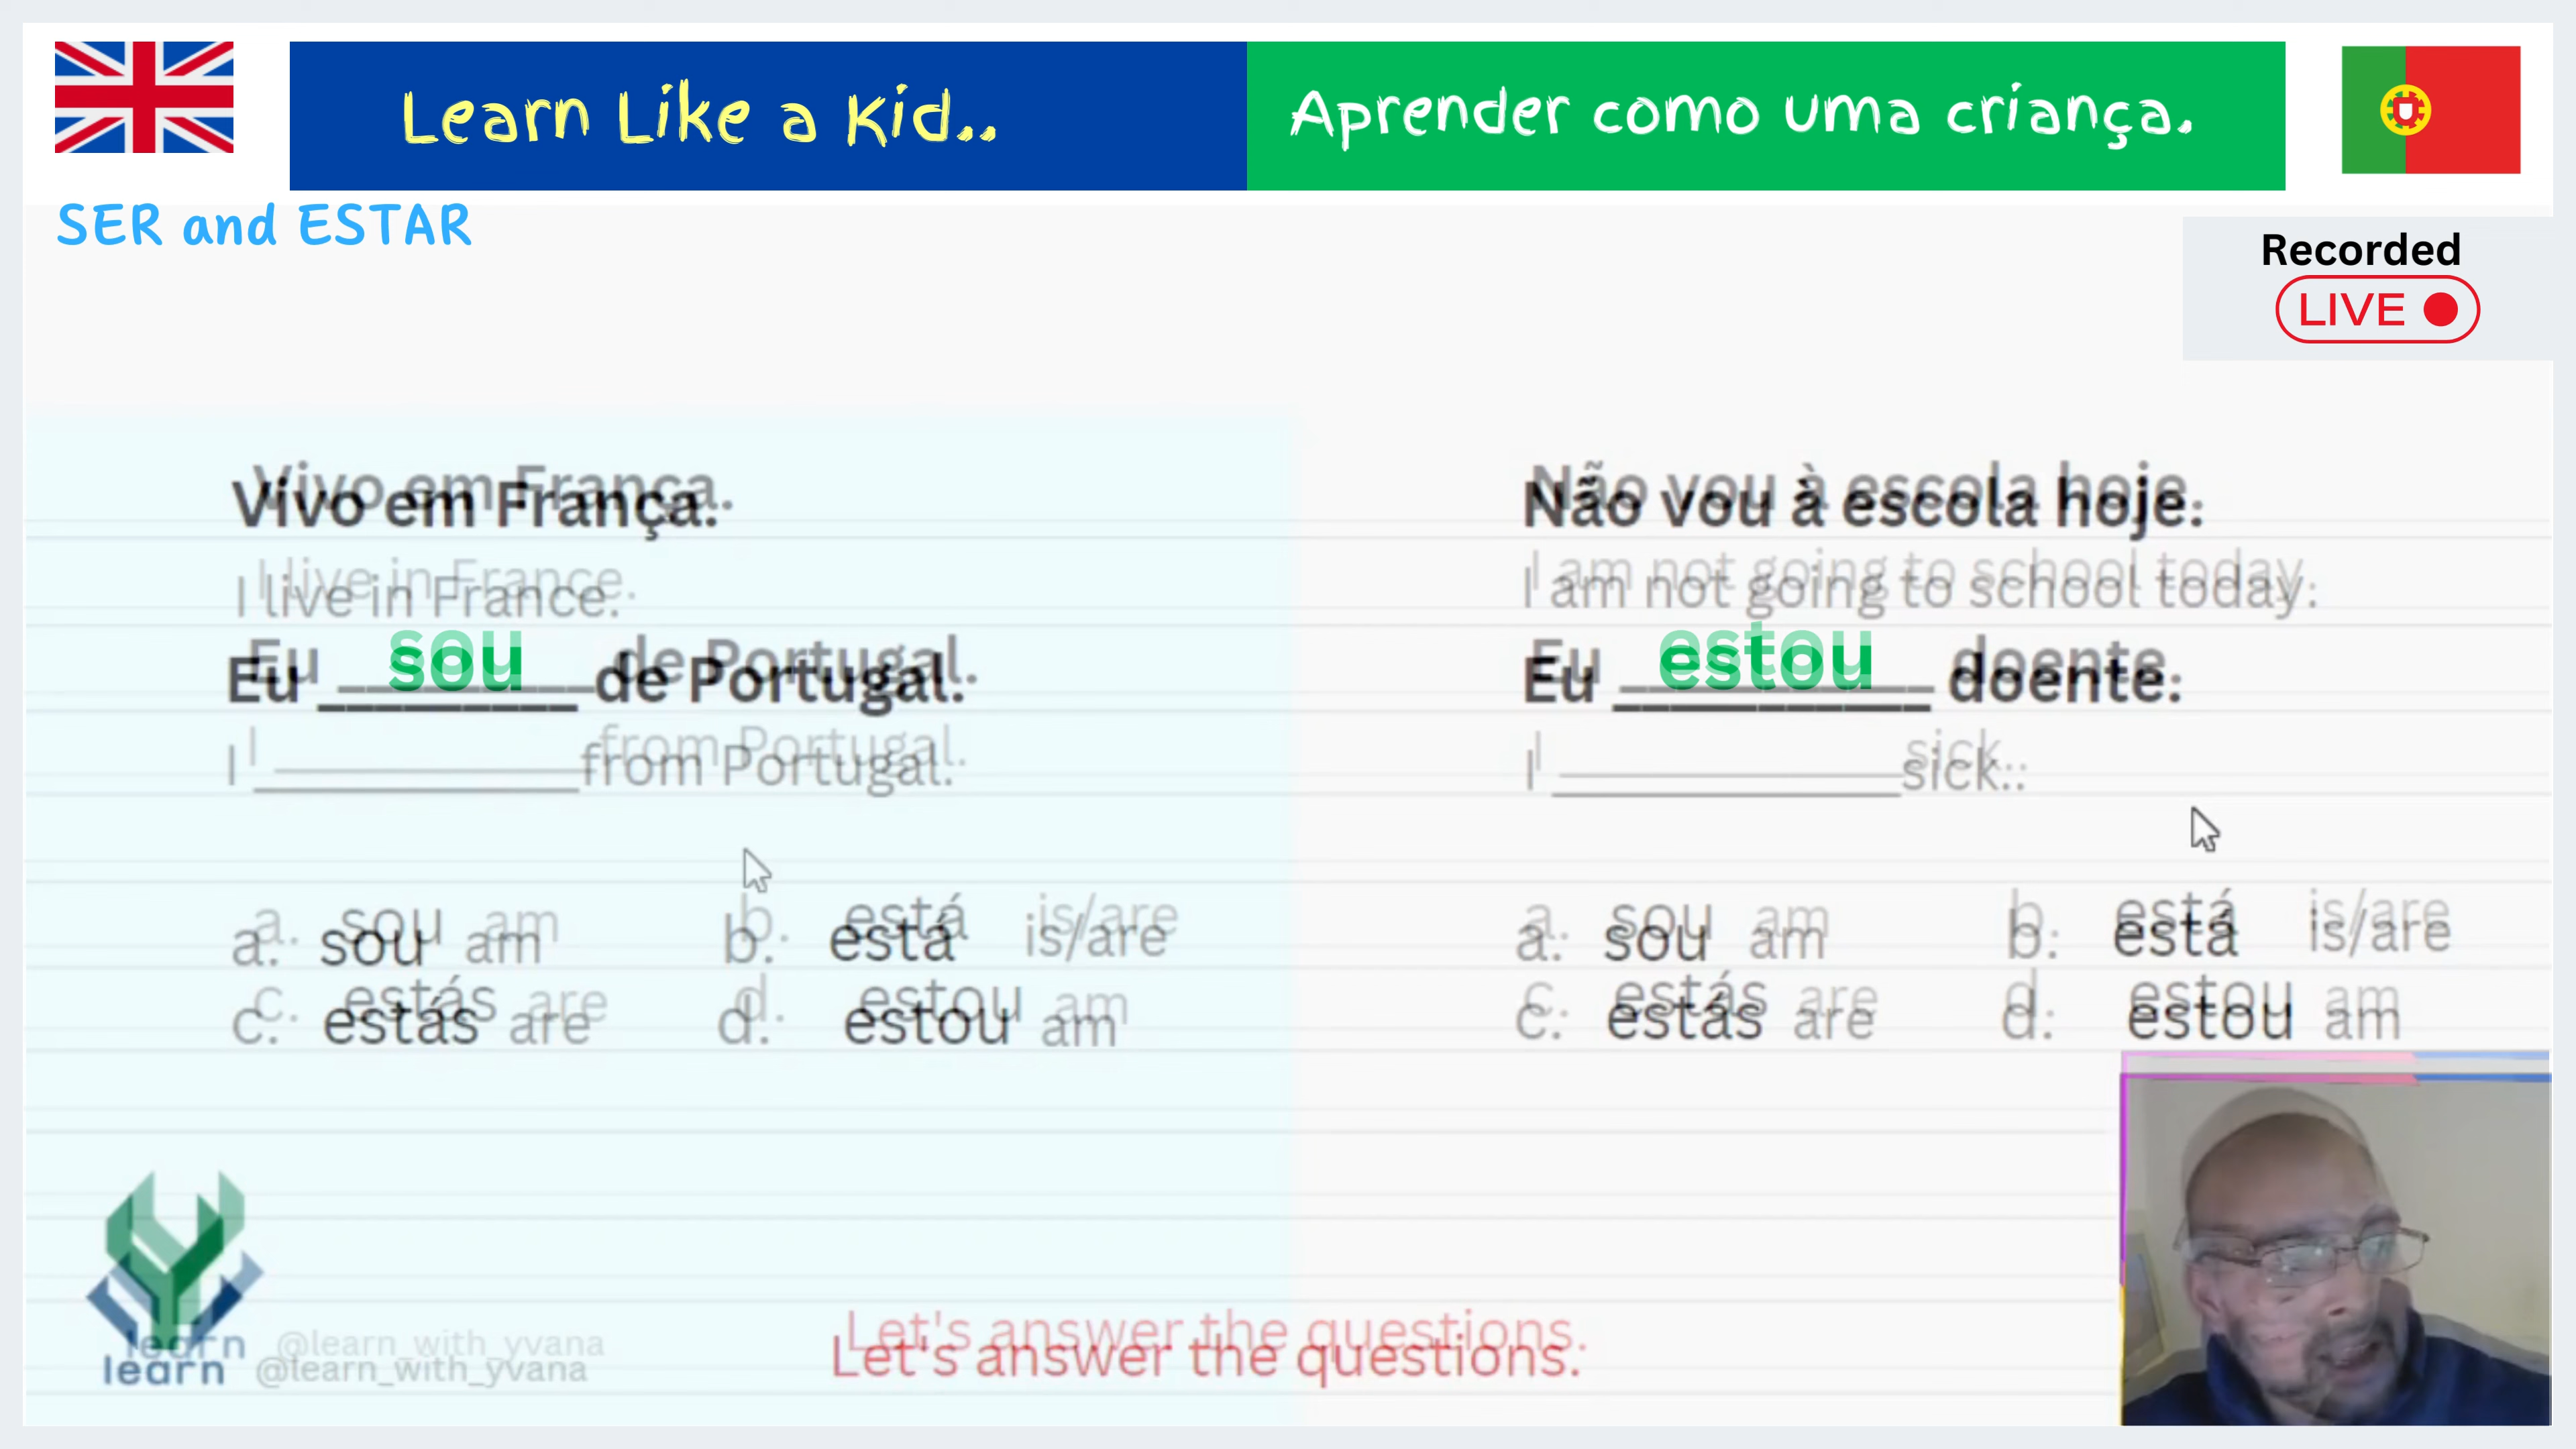 Learn Like a Kid..
Aprender como uma criança.
SER and ESTAR
Recorded
LIVE
Vivo em França.
I live in France.
Eu sou de Portugal.
I __________ from Portugal.
a. sou am b. está is/are
c. estás are d. estou am
Não vou à escola hoje.
I am not going to school today.
Eu estou doente.
I __________ sick..
a. sou am b. está is/are
c. estás are d. estou am
Let's answer the questions.
learn @learn_with_yvana